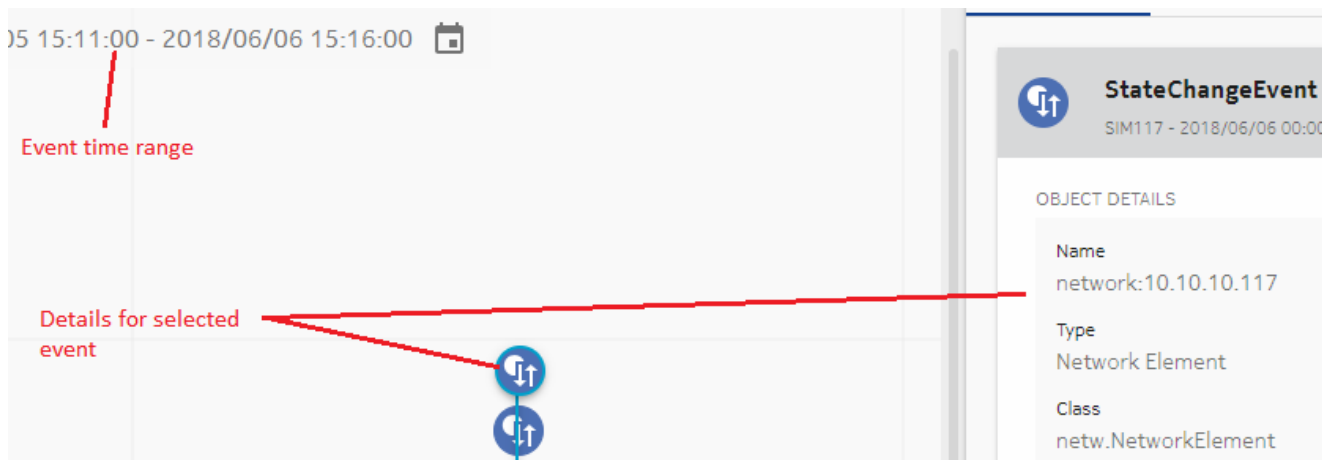 05 15:11:00 - 2018/06/06 15:16:00
Event time range
Details for selected
event
StateChangeEvent
SIM117 - 2018/06/06 00:00
OBJECT DETAILS
Name
network:10.10.10.117
Type
Network Element
Class
netw.NetworkElement